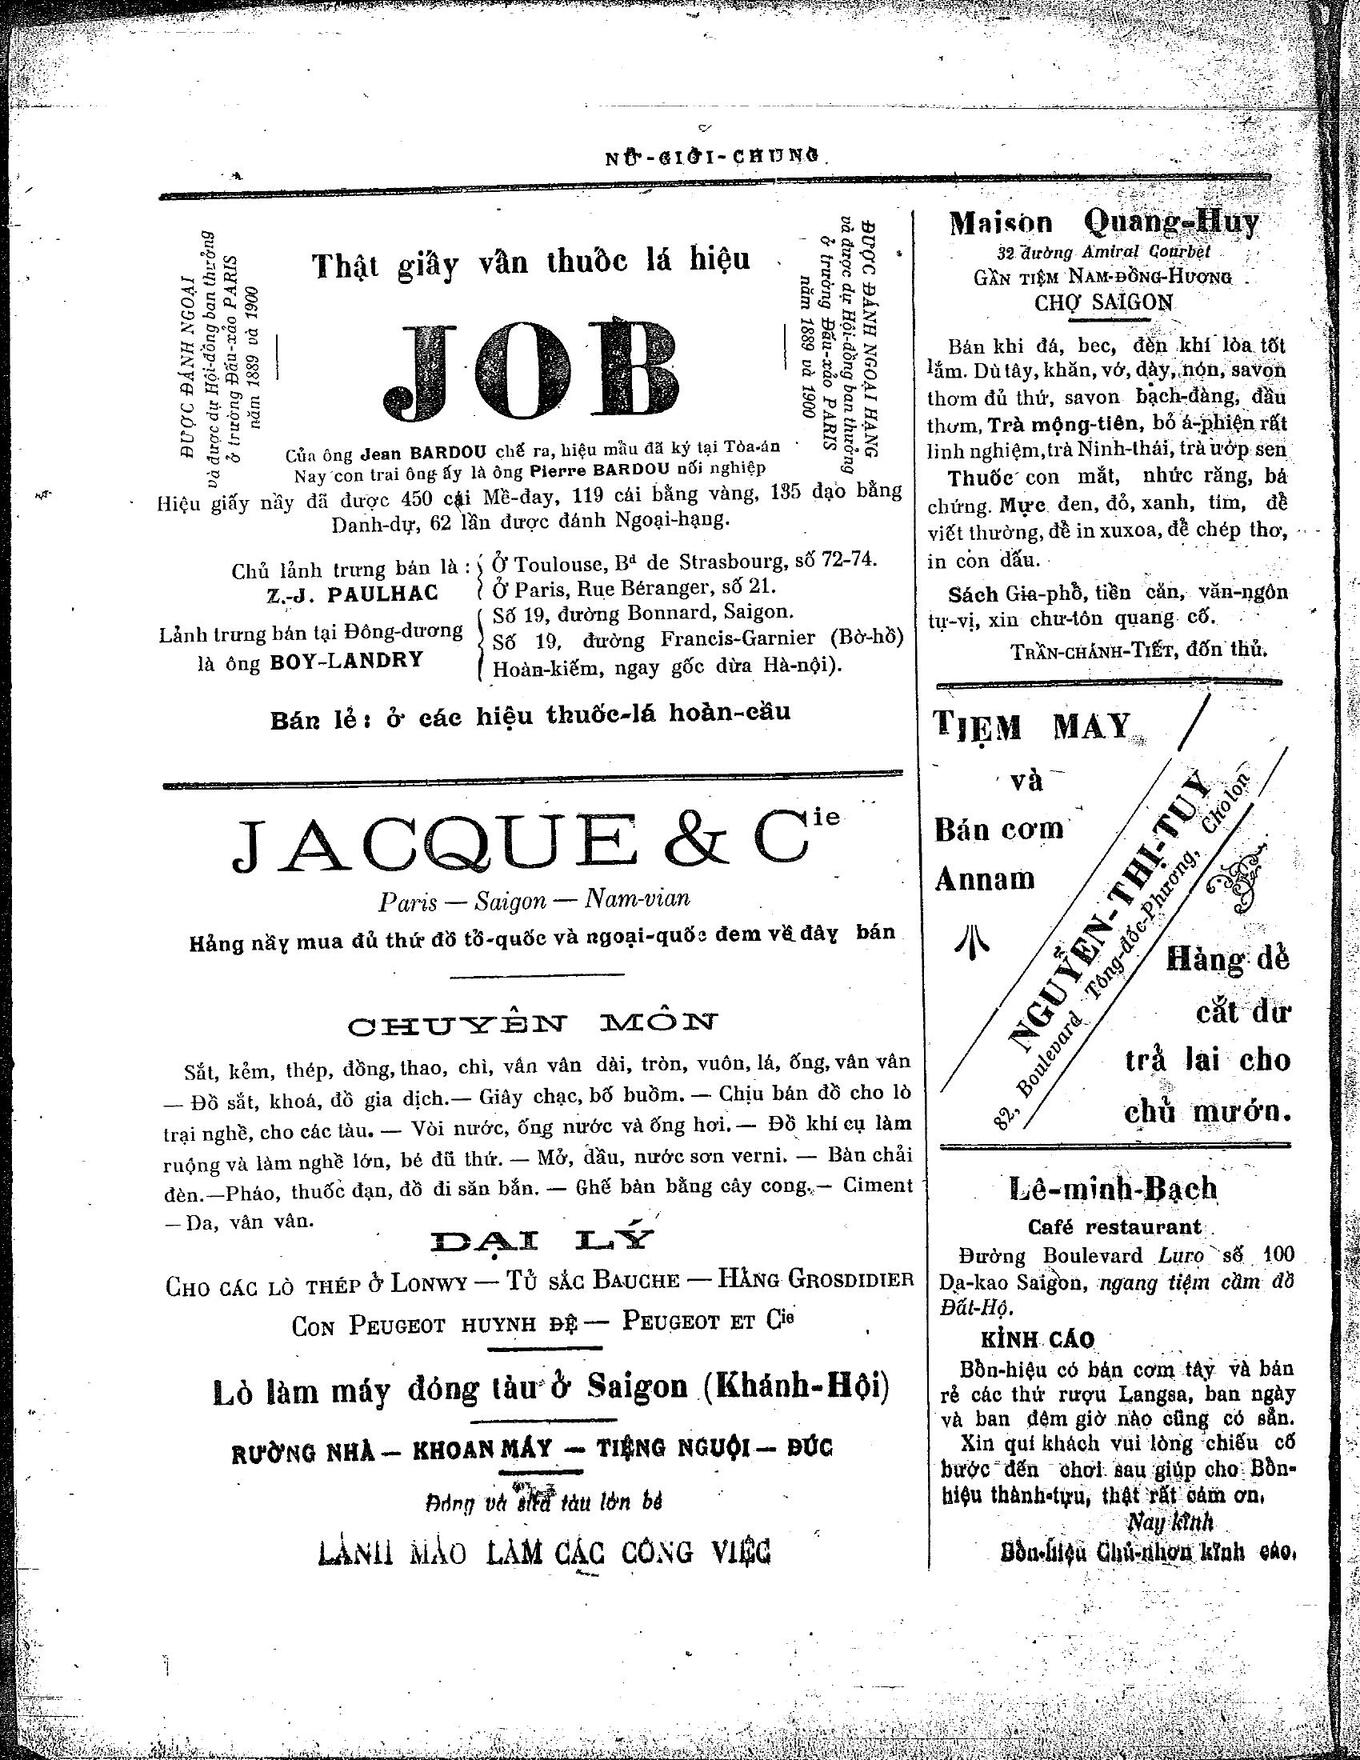 NỮ-GIỚI-CHUNG
ĐƯỢC ĐÁNH NGOẠI
và được dự Hội-đồng ban thưởng
ở trường Đấu-xảo PARIS
năm 1889 và 1900
Thật giấy vấn thuốc lá hiệu
JOB
ĐƯỢC ĐÁNH NGOẠI HẠNG
và được dự Hội-đồng ban thưởng
ở trường Đấu-xảo PARIS
năm 1889 và 1900
Của ông Jean BARDOU chế ra, hiệu mẫu đã ký tại Tòa-án
Nay con trai ông ấy là ông Pierre BARDOU nối nghiệp
Hiệu giấy nầy đã được 450 cái Mề-đay, 119 cái bằng vàng, 135 đạo bằng
Danh-dự, 62 lần được đánh Ngoại-hạng.
Chủ lảnh trưng bán là :
Z.-J. PAULHAC
Ở Toulouse, Bd de Strasbourg, số 72-74.
Ở Paris, Rue Béranger, số 21.
Lảnh trưng bán tại Đông-dương
là ông BOY-LANDRY
Số 19, đường Bonnard, Saigon.
Số 19, đường Francis-Garnier (Bờ-hồ)
Hoàn-kiếm, ngay gốc dừa Hà-nội).
Bán lẻ : ở các hiệu thuốc-lá hoàn-cầu
JACQUE & Cie
Paris — Saigon — Nam-vian
Hảng nầy mua đủ thứ đồ tổ-quốc và ngoại-quốc đem về đây bán
CHUYÊN MÔN
Sắt, kẻm, thép, đồng, thao, chì, vấn vân dài, tròn, vuôn, lá, ống, vân vân
— Đồ sắt, khoá, đồ gia dịch.— Giây chạc, bố buồm. — Chịu bán đồ cho lò
trại nghề, cho các tàu. — Vòi nước, ống nước và ống hơi. — Đồ khí cụ làm
ruộng và làm nghề lớn, bé đũ thứ. — Mở, dầu, nước sơn verni. — Bàn chải
đèn.—Pháo, thuốc đạn, đồ đi săn bắn. — Ghế bàn bằng cây cong.— Ciment
— Da, vân vân.
DẠI LÝ
CHO CÁC LÒ THÉP Ở LONWY — TỦ SẮC BAUCHE — HẢNG GROSDIDIER
CON PEUGEOT HUYNH ĐỆ — PEUGEOT ET Cie
Lò làm máy đóng tàu ở Saigon (Khánh-Hội)
RƯỜNG NHÀ — KHOAN MÁY — TIỆNG NGUỘI — ĐÚC
Đóng và sữa tàu lớn bé
LẢNH MẢO LÀM CÁC CÔNG VIỆC
Maison Quang-Huy
32 đường Amiral Courbet
GẦN TIỆM NAM-ĐỒNG-HƯƠNG
CHỢ SAIGON
Bán khi đá, bec, đèn khí lòa tốt
lắm. Dù tây, khăn, vớ, dày, nón, savon
thơm đủ thứ, savon bạch-đàng, đầu
thơm, Trà mộng-tiên, bỏ á-phiện rất
linh nghiệm, trà Ninh-thái, trà ướp sen
Thuốc con mắt, nhức răng, bá
chứng. Mực đen, đỏ, xanh, tím, để
viết thường, để in xuxoa, để chép thơ,
in con dấu.
Sách Gia-phổ, tiền căn, văn-ngôn
tự-vị, xin chư-tôn quang cố.
TRẦN-CHÁNH-TIẾT, đốn thủ.
TIỆM MAY
và
Bán cơm
Annam
NGUYỄN-THỊ-TUY
82, Boulevard Tổng-đốc-Phương, Cholon
Hàng dẻ
cắt dư
trả lai cho
chủ mướn.
Lê-minh-Bạch
Café restaurant
Đường Boulevard Luro số 100
Dạ-kao Saigon, ngang tiệm cầm đồ
Đất-Hộ.
KỈNH CÁO
Bồn-hiệu có bán cơm tây và bán
rẻ các thứ rượu Langsa, ban ngày
và ban đêm giờ nào cũng có sẳn.
Xin quí khách vui lòng chiếu cố
bước đến chơi sau giúp cho Bồn-
hiệu thành-tựu, thật rất cám ơn.
Nay kỉnh
Bồn-hiệu Chủ-nhơn kỉnh cáo.